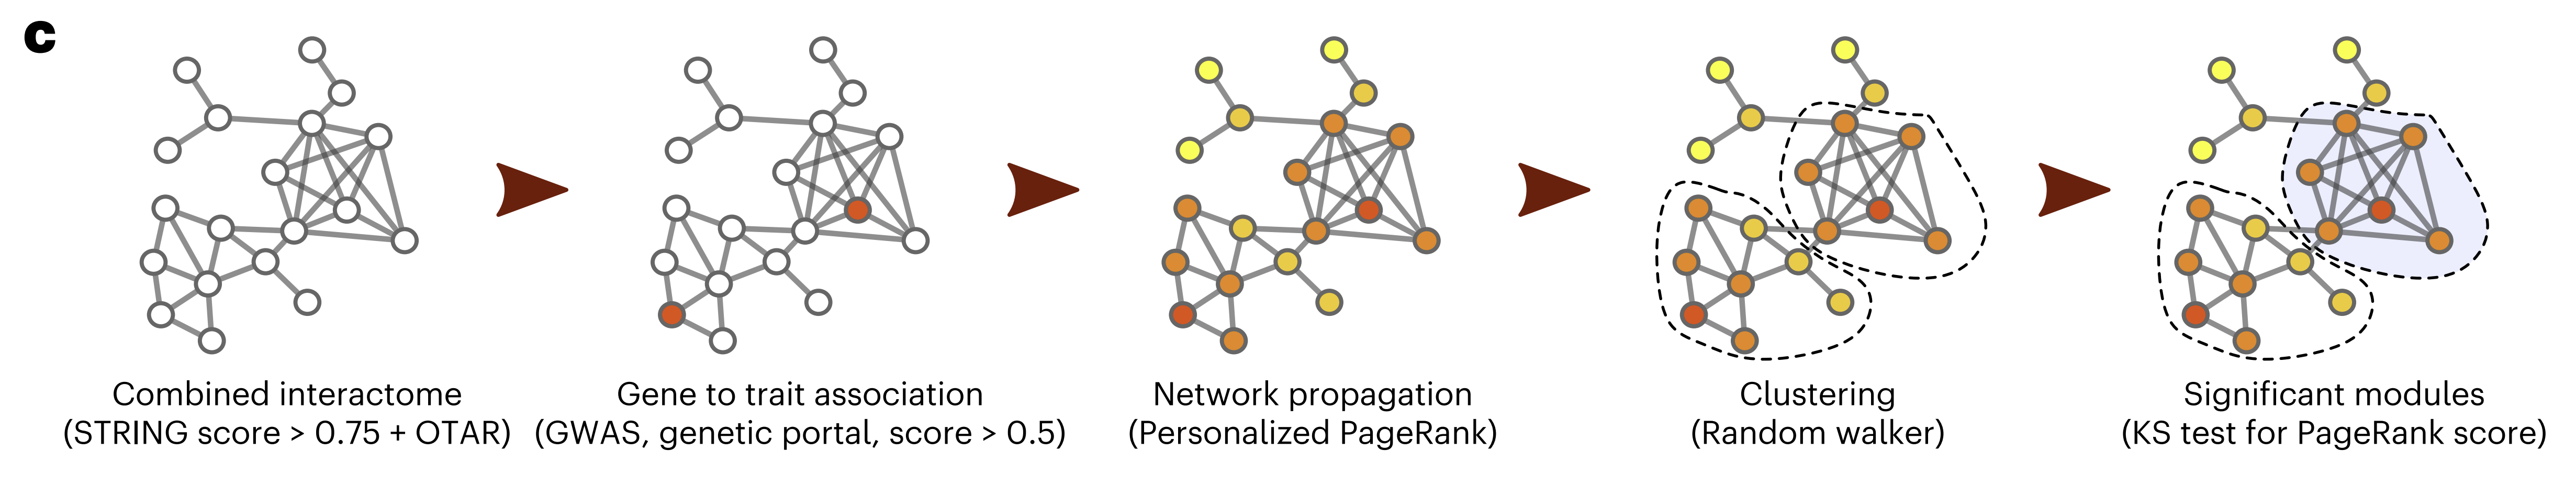 c
Combined interactome
(STRING score > 0.75 + OTAR)
Gene to trait association
(GWAS, genetic portal, score > 0.5)
Network propagation
(Personalized PageRank)
Clustering
(Random walker)
Significant modules
(KS test for PageRank score)